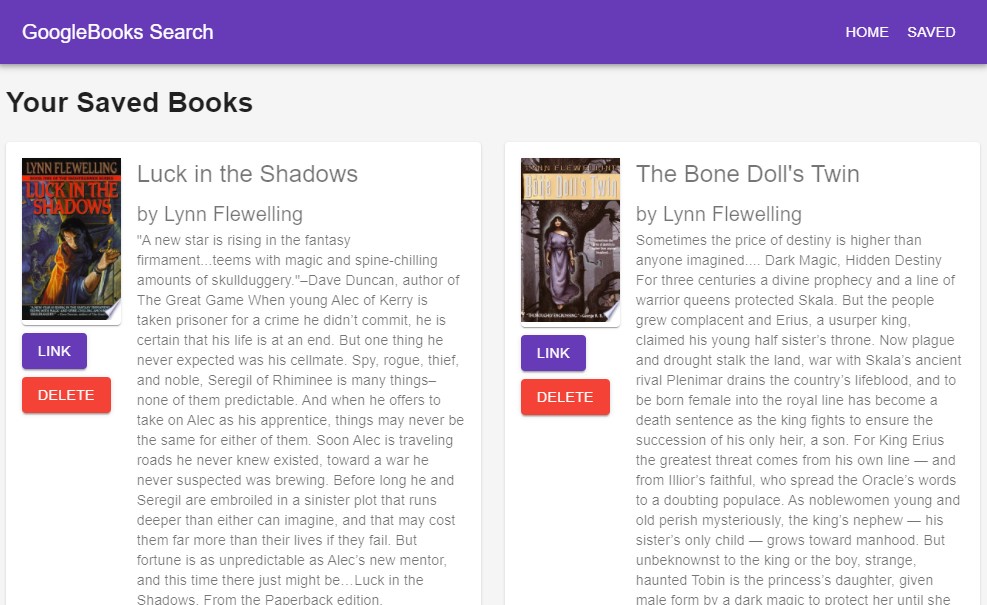 GoogleBooks Search
HOME SAVED
Your Saved Books
LYNN FLEWELLING
LUCK IN THE
SHADOWS
LINK
DELETE
Luck in the Shadows
by Lynn Flewelling
"A new star is rising in the fantasy
firmament...teems with magic and spine-chilling
amounts of skullduggery."–Dave Duncan, author of
The Great Game When young Alec of Kerry is
taken prisoner for a crime he didn’t commit, he is
certain that his life is at an end. But one thing he
never expected was his cellmate. Spy, rogue, thief,
and noble, Seregil of Rhiminee is many things–
none of them predictable. And when he offers to
take on Alec as his apprentice, things may never be
the same for either of them. Soon Alec is traveling
roads he never knew existed, toward a war he
never suspected was brewing. Before long he and
Seregil are embroiled in a sinister plot that runs
deeper than either can imagine, and that may cost
them far more than their lives if they fail. But
fortune is as unpredictable as Alec’s new mentor,
and this time there just might be…Luck in the
Shadows. From the Paperback edition.
LYNN FLEWELLING
The Bone Doll's Twin
LINK
DELETE
The Bone Doll's Twin
by Lynn Flewelling
Sometimes the price of destiny is higher than
anyone imagined.... Dark Magic, Hidden Destiny
For three centuries a divine prophecy and a line of
warrior queens protected Skala. But the people
grew complacent and Erius, a usurper king,
claimed his young half sister’s throne. Now plague
and drought stalk the land, war with Skala’s ancient
rival Plenimar drains the country’s lifeblood, and to
be born female into the royal line has become a
death sentence as the king fights to ensure the
succession of his only heir, a son. For King Erius
the greatest threat comes from his own line — and
from Illior’s faithful, who spread the Oracle’s words
to a doubting populace. As noblewomen young and
old perish mysteriously, the king’s nephew — his
sister’s only child — grows toward manhood. But
unbeknownst to the king or the boy, strange,
haunted Tobin is the princess’s daughter, given
male form by a dark magic to protect her until she